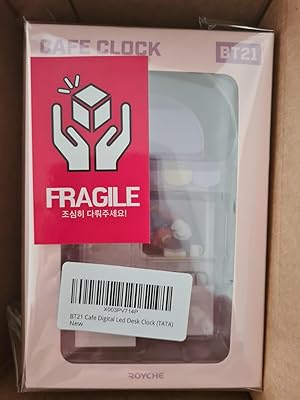 CAFE CLOCK
BT21
FRAGILE
조심히 다뤄주세요!
X003PV714P
BT21 Cafe Digital Led Desk Clock (TATA)
New
ROYCHE